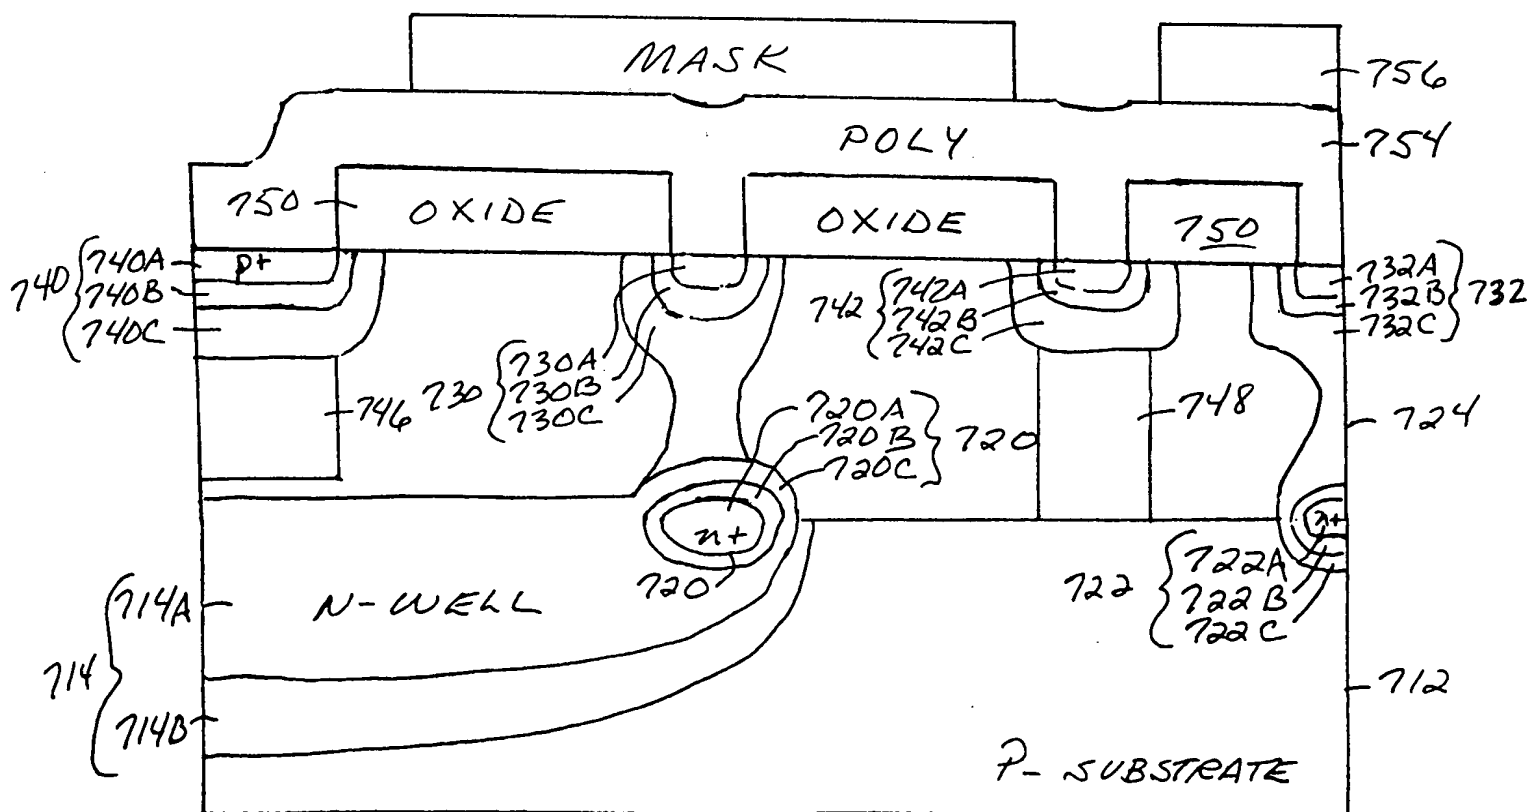 MASK
756
POLY
754
750
OXIDE
OXIDE
750
740
740A
740B
740C
p+
742
742A
742B
742C
732A
732B
732C
732
746
730
730A
730B
730C
720A
720B
720C
720
748
724
n+
720
n+
722
722A
722B
722C
714
714A
714B
N-WELL
712
P- SUBSTRATE